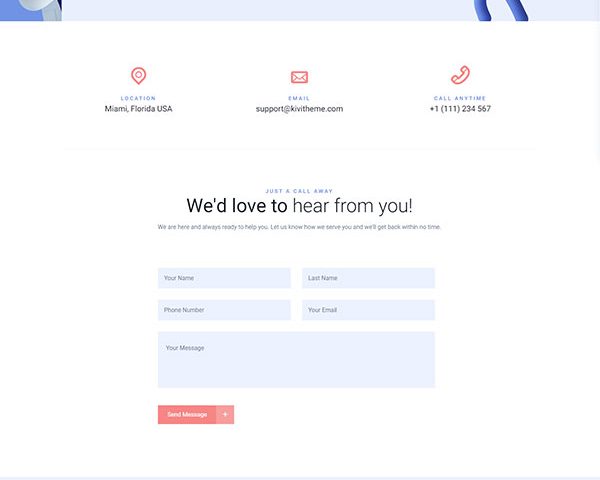 LOCATION
Miami, Florida USA
EMAIL
support@kivitheme.com
CALL ANYTIME
+1 (111) 234 567
JUST A CALL AWAY
We'd love to hear from you!
We are here and always ready to help you. Let us know how we serve you and we'll get back within no time.
Your Name
Last Name
Phone Number
Your Email
Your Message
Send Message +